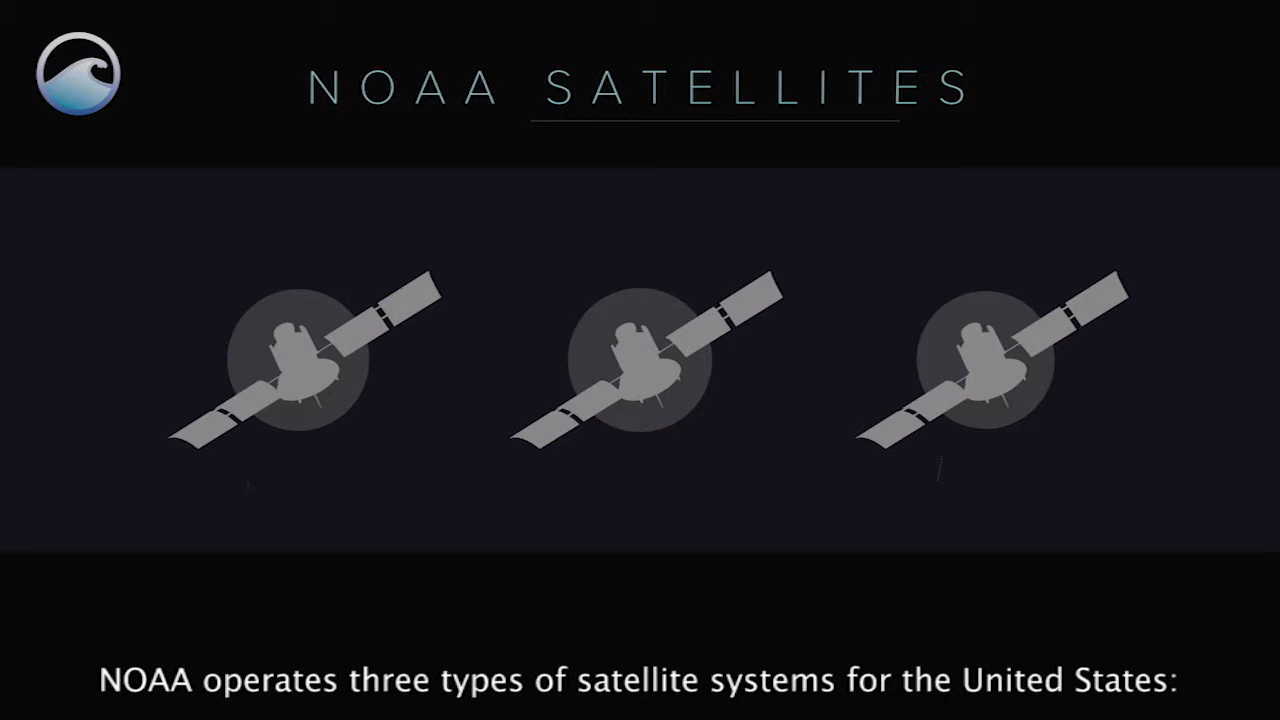 NOAA SATELLITES
NOAA operates three types of satellite systems for the United States: